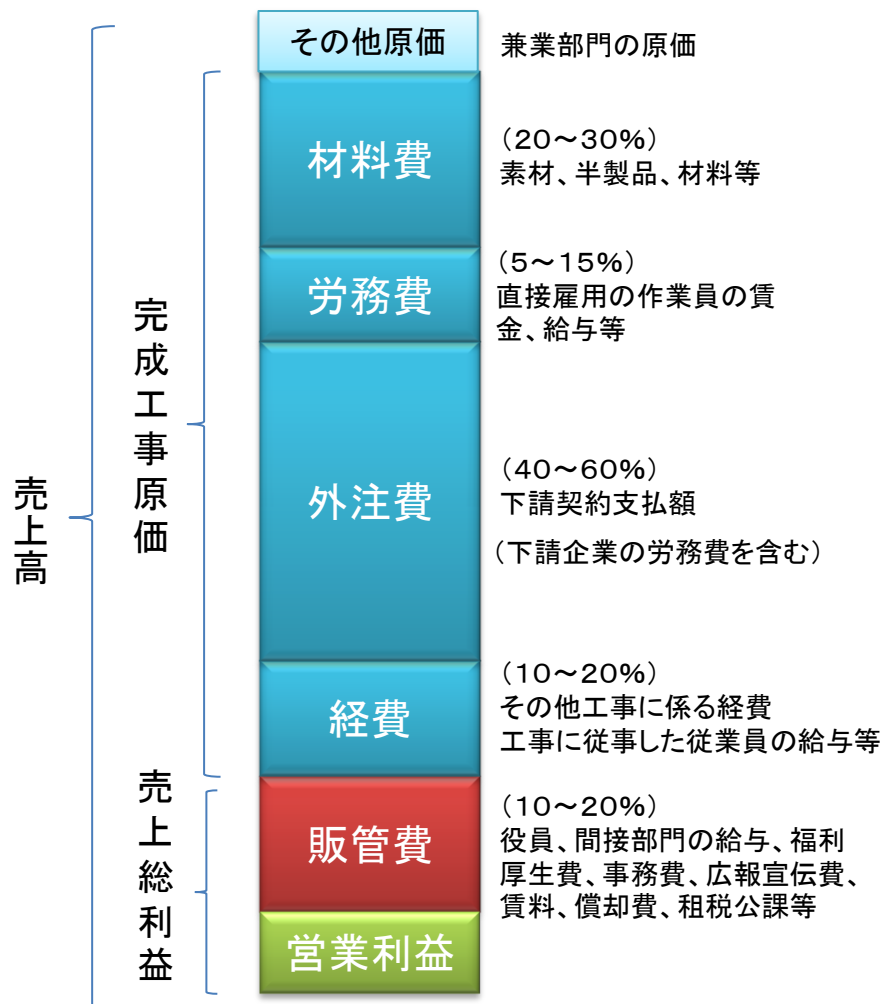 その他原価
兼業部門の原価
材料費
(20～30%)
素材、半製品、材料等
労務費
(5～15%)
直接雇用の作業員の賃
金、給与等
完成工事原価
売上高
外注費
(40～60%)
下請契約支払額
(下請企業の労務費を含む)
経費
(10～20%)
その他工事に係る経費
工事に従事した従業員の給与等
売上総利益
販管費
(10～20%)
役員、間接部門の給与、福利
厚生費、事務費、広報宣伝費、
賃料、償却費、租税公課等
営業利益